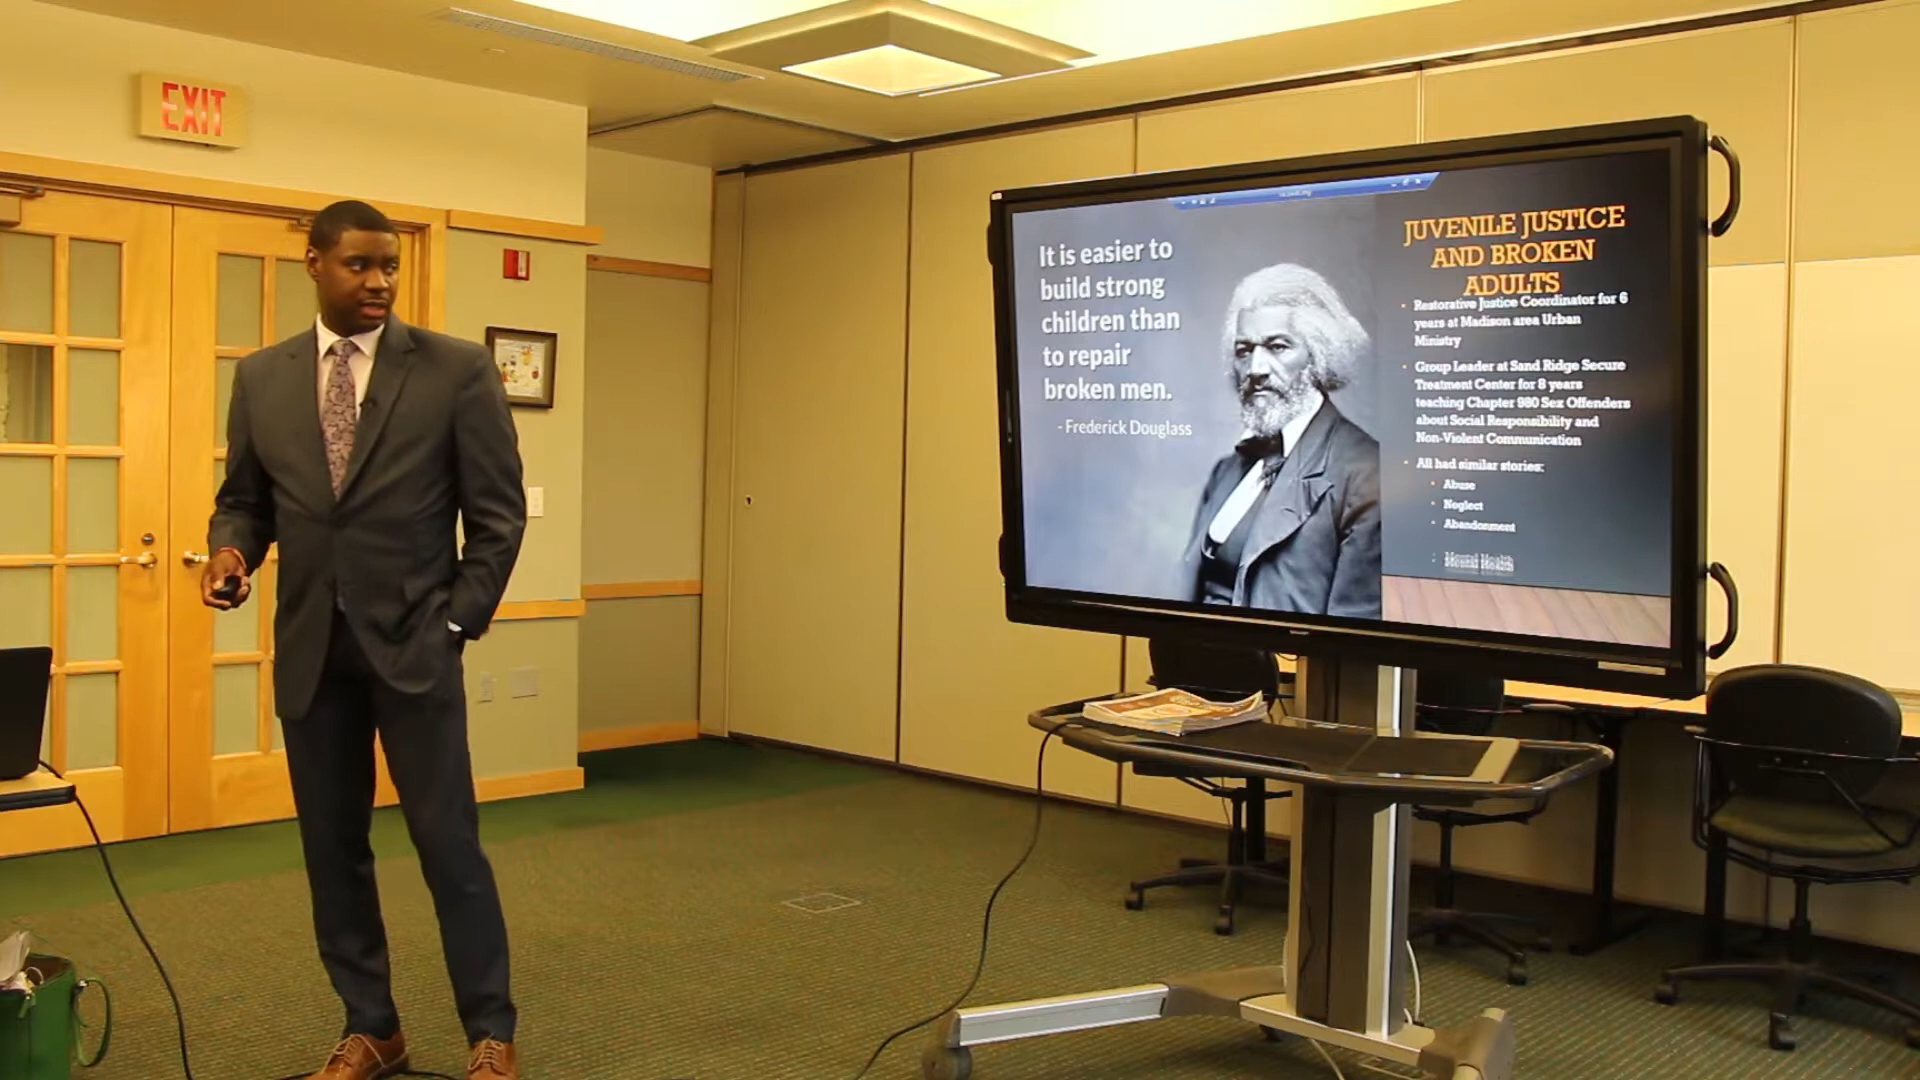 EXIT
It is easier to
build strong
children than
to repair
broken men.
- Frederick Douglass
JUVENILE JUSTICE
AND BROKEN
ADULTS
• Restorative Justice Coordinator for 6
years at Madison area Urban
Ministry
• Group Leader at Sand Ridge Secure
Treatment Center for 8 years
teaching Chapter 980 Sex Offenders
about Social Responsibility and
Non-Violent Communication
• All had similar stories:
• Abuse
• Neglect
• Abandonment
• Mental Health